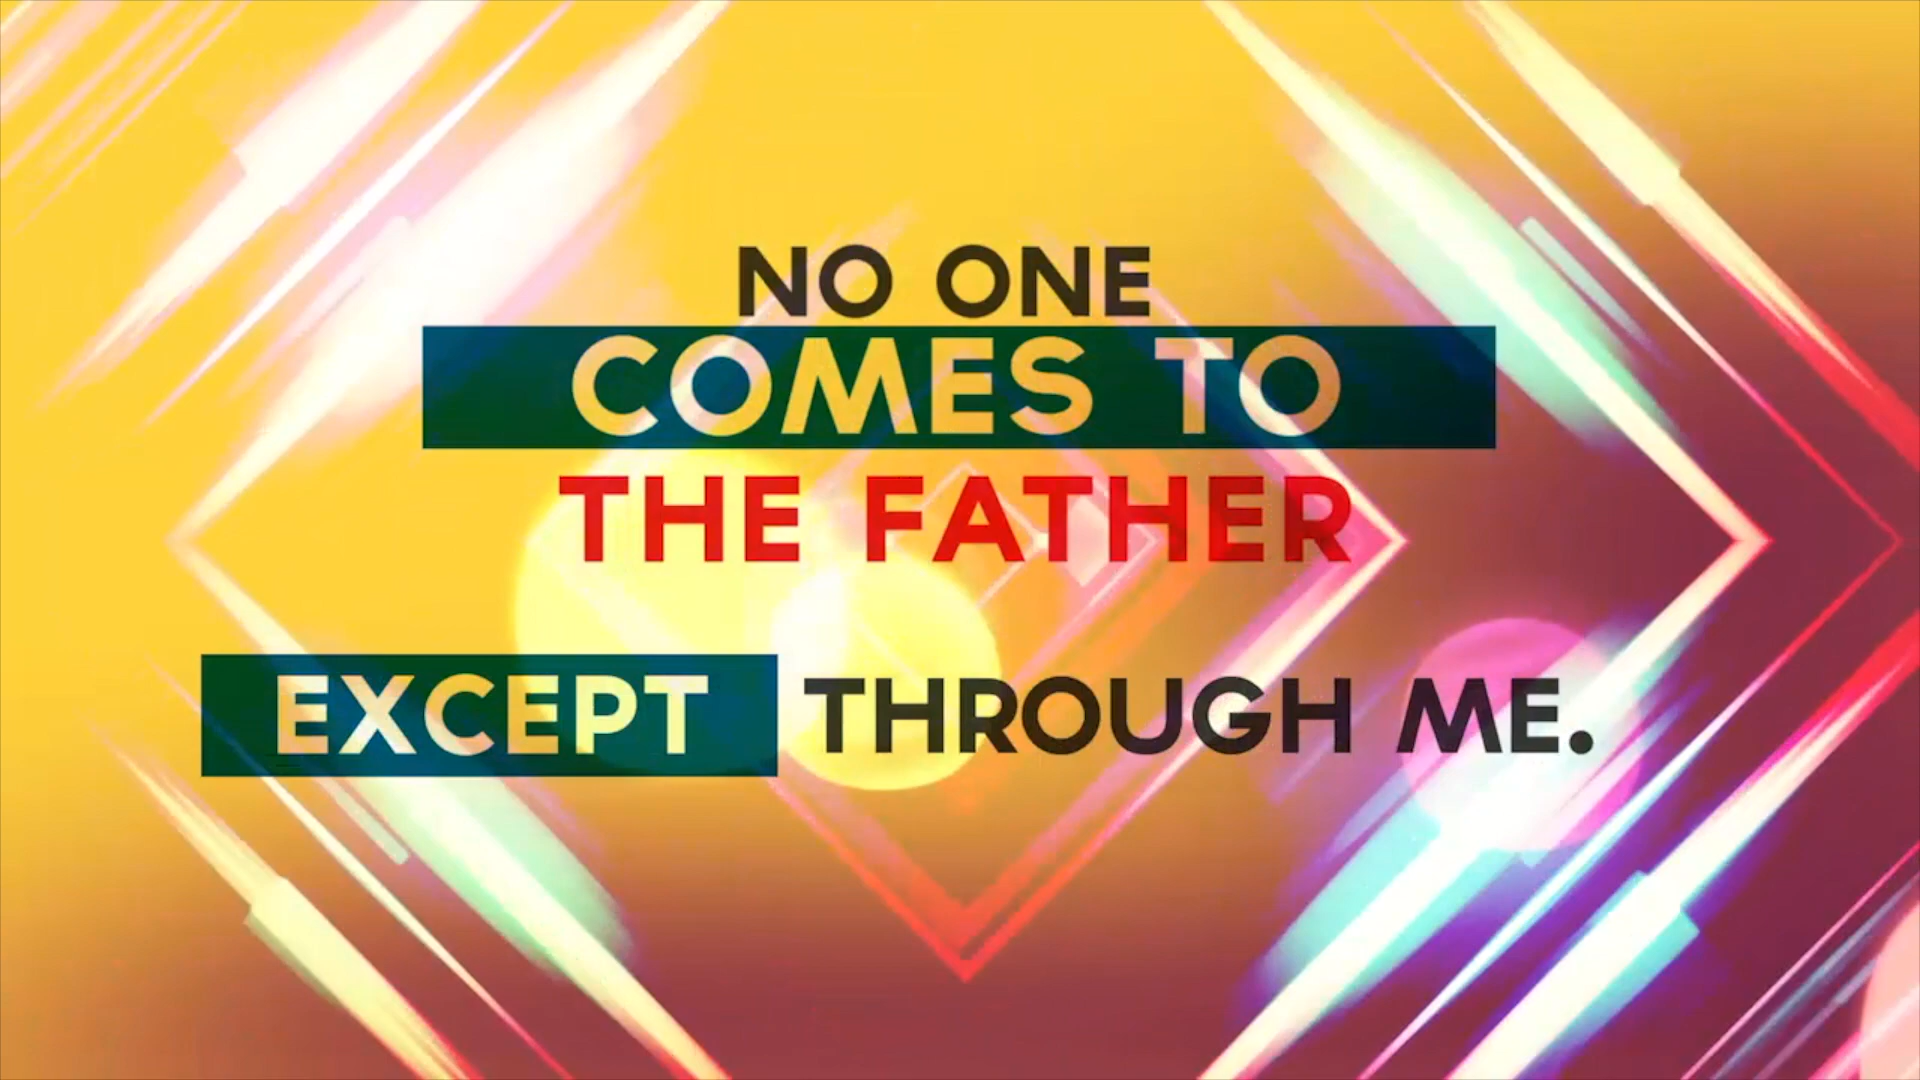 NO ONE
COMES TO
THE FATHER
EXCEPT THROUGH ME.